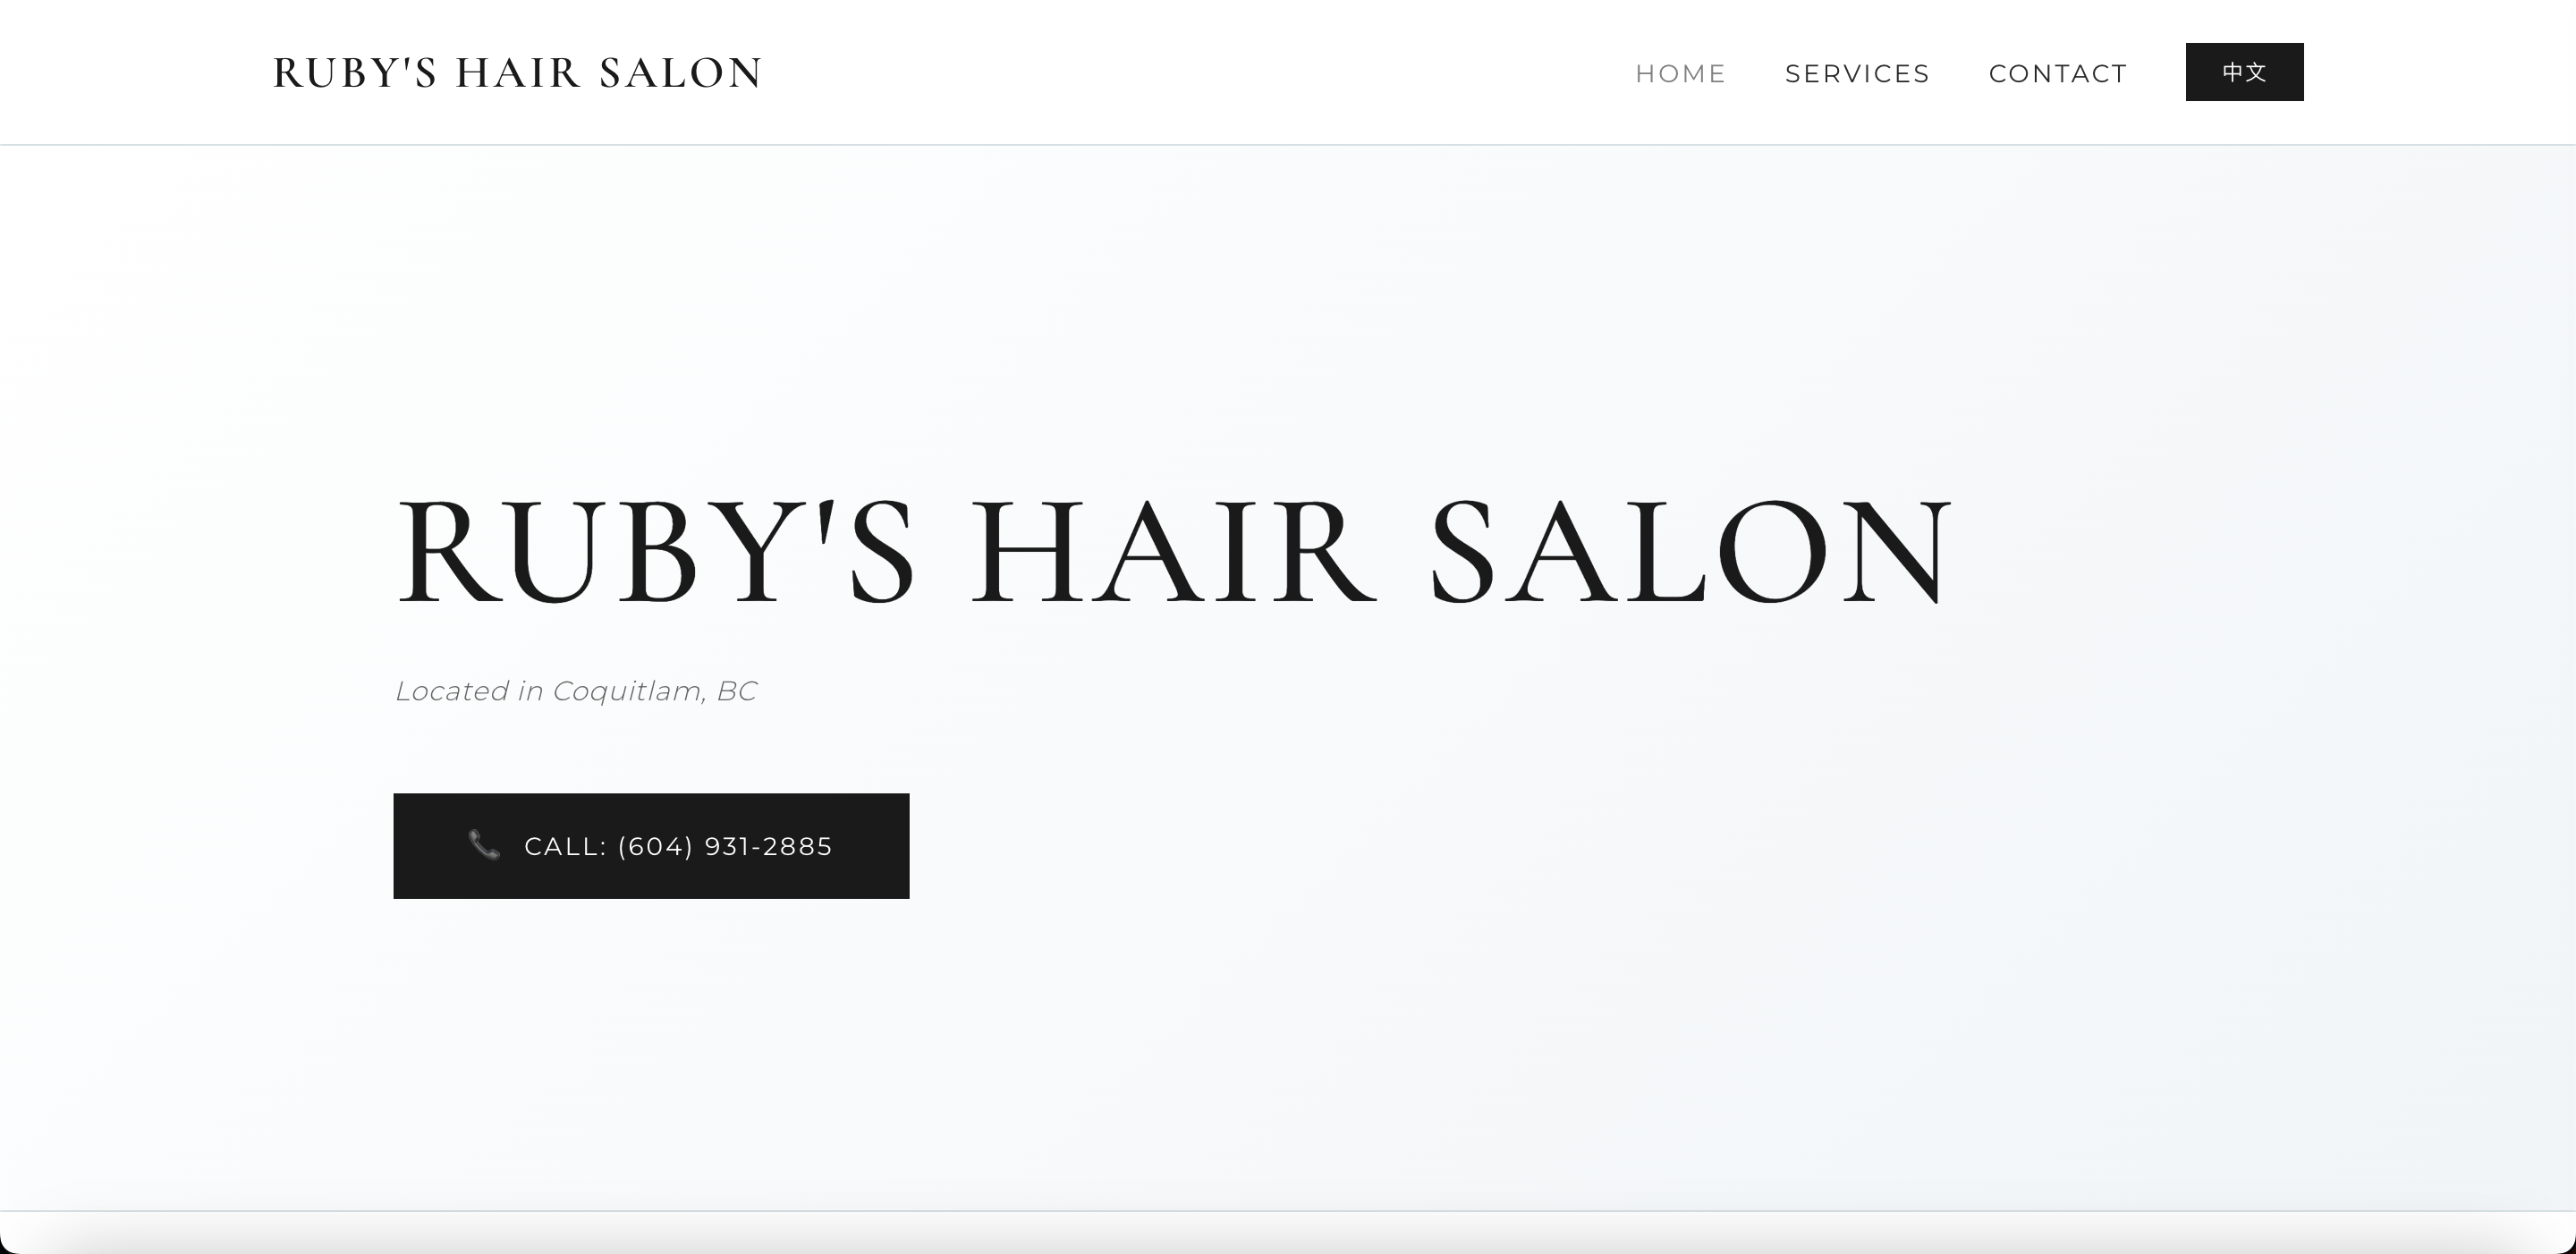 RUBY'S HAIR SALON
HOME SERVICES CONTACT 中文
RUBY'S HAIR SALON
Located in Coquitlam, BC
CALL: (604) 931-2885